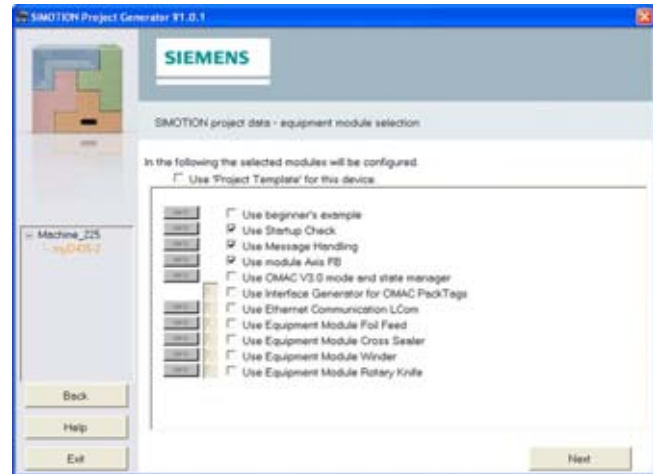 SIMOTION Project Generator V1.0.1
SIEMENS
SIMOTION project data - equipment module selection
In the following the selected modules will be configured.
Use 'Project Template' for this device:
Use beginner's example
Use Startup Check
Use Message Handling
Use module Axis FB
Use OMAC V3.0 mode and state manager
Use Interface Generator for OMAC PackTags
Use Ethernet Communication LCom
Use Equipment Module Foil Feed
Use Equipment Module Cross Sealer
Use Equipment Module Winder
Use Equipment Module Rotary Knife
Machine_225
Back
Help
Exit
Next